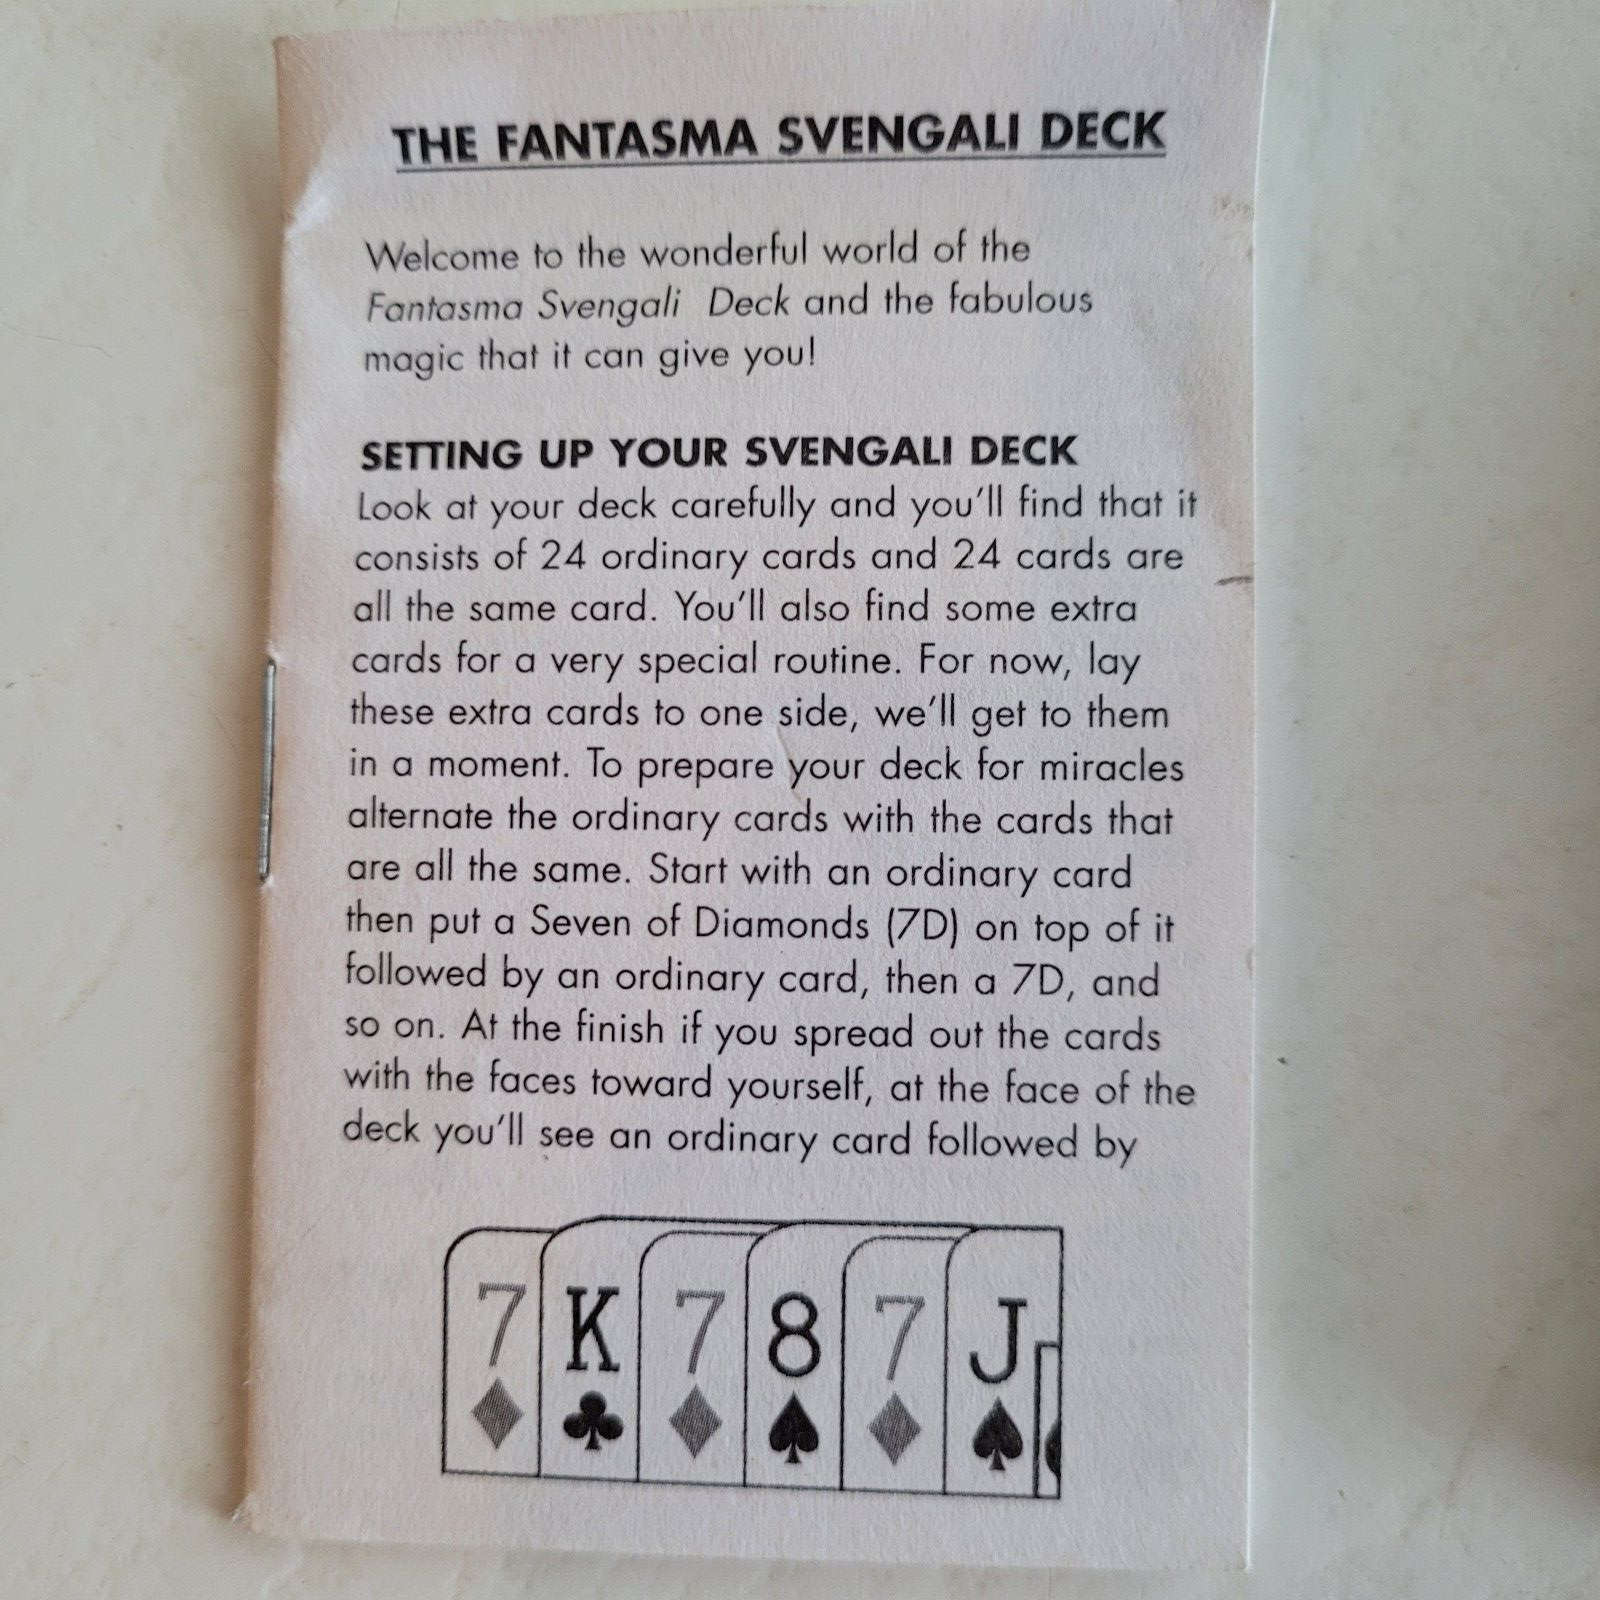 THE FANTASMA SVENGALI DECK
Welcome to the wonderful world of the
Fantasma Svengali Deck and the fabulous
magic that it can give you!
SETTING UP YOUR SVENGALI DECK
Look at your deck carefully and you'll find that it
consists of 24 ordinary cards and 24 cards are
all the same card. You'll also find some extra
cards for a very special routine. For now, lay
these extra cards to one side, we'll get to them
in a moment. To prepare your deck for miracles
alternate the ordinary cards with the cards that
are all the same. Start with an ordinary card
then put a Seven of Diamonds (7D) on top of it
followed by an ordinary card, then a 7D, and
so on. At the finish if you spread out the cards
with the faces toward yourself, at the face of the
deck you'll see an ordinary card followed by
7 K 7 8 7 J